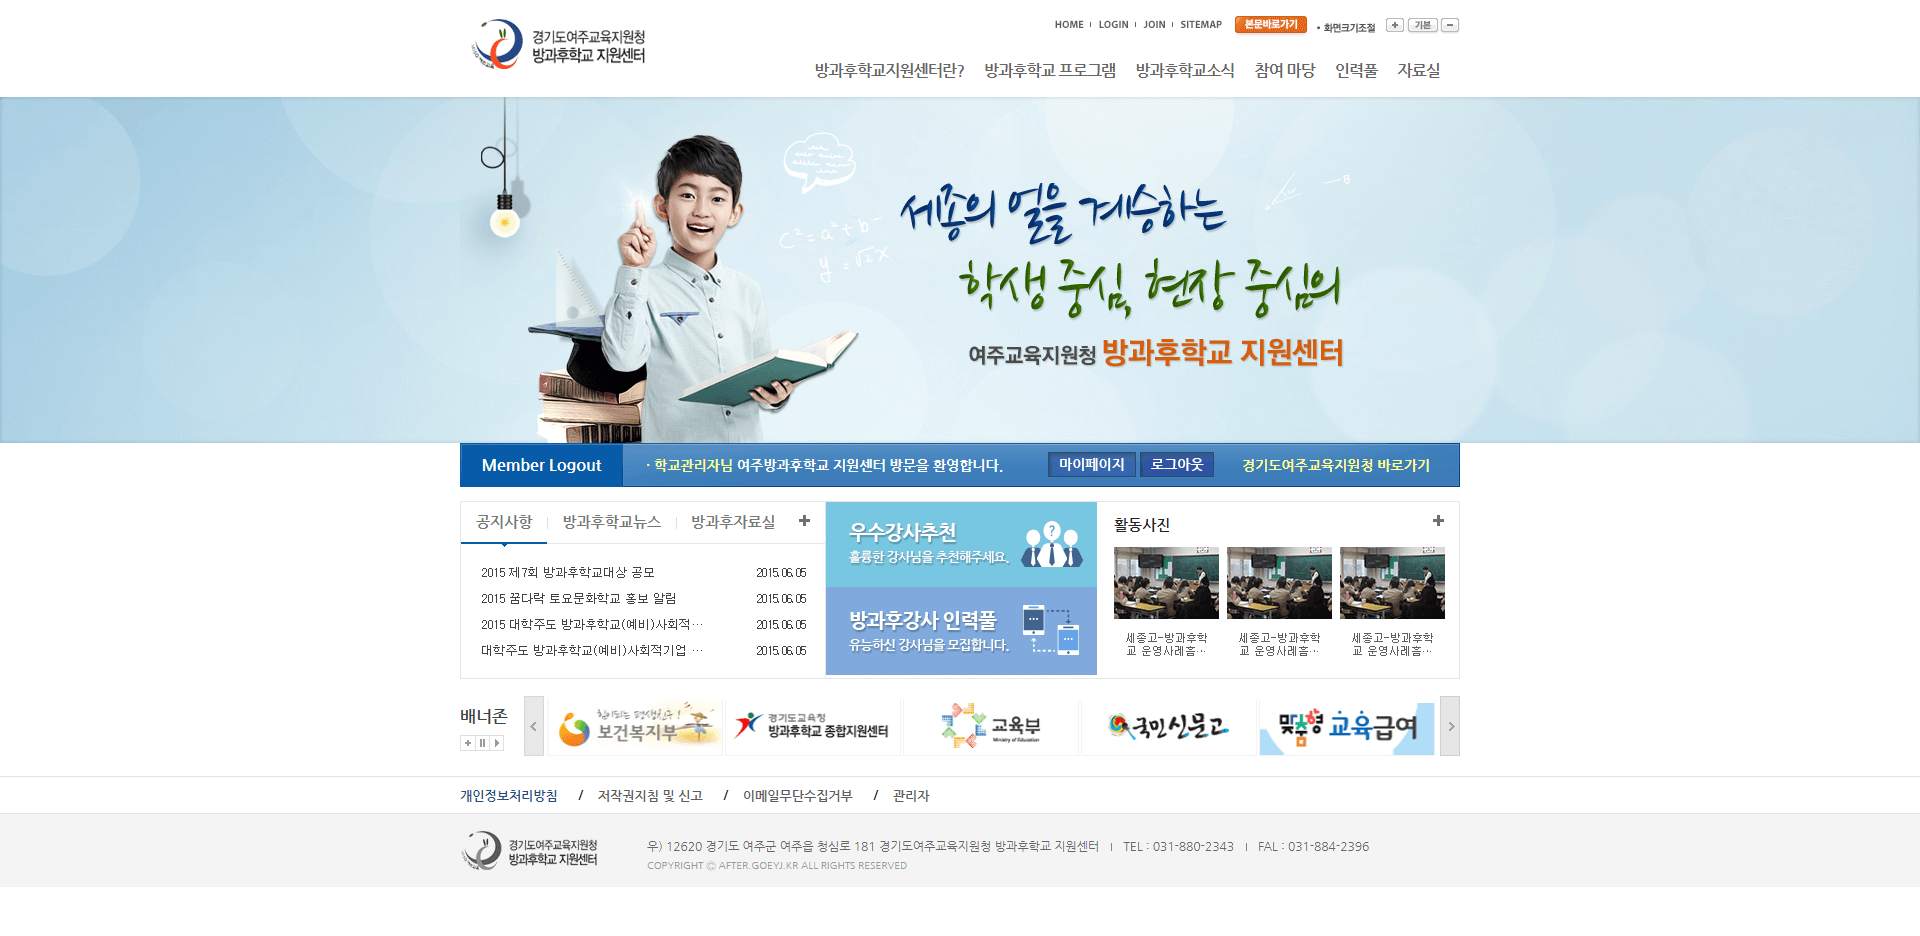 경기도여주교육지원청
방과후학교 지원센터
HOME LOGIN JOIN SITEMAP 본문바로가기 · 화면크기조절 + 기본 -
방과후학교지원센터란? 방과후학교 프로그램 방과후학교소식 참여 마당 인력풀 자료실
세종의 얼을 계승하는
학생 중심, 현장 중심의
여주교육지원청 방과후학교 지원센터
Member Logout · 학교관리자님 여주방과후학교 지원센터 방문을 환영합니다. 마이페이지 로그아웃 경기도여주교육지원청 바로가기
공지사항 방과후학교뉴스 방과후자료실
2015 제7회 방과후학교대상 공모 2015.06.05
2015 꿈다락 토요문화학교 홍보 알림 2015.06.05
2015 대학주도 방과후학교(예비)사회적… 2015.06.05
대학주도 방과후학교(예비)사회적기업 … 2015.06.05
우수강사추천
훌륭한 강사님을 추천해주세요.
방과후강사 인력풀
유능하신 강사님을 모집합니다.
활동사진
세종고-방과후학교 운영사례홈…
세종고-방과후학교 운영사례홈…
세종고-방과후학교 운영사례홈…
배너존
힘이되는 평생친구!
보건복지부
경기도교육청
방과후학교 종합지원센터
교육부
Ministry of Education
국민신문고
맞춤형 교육급여
개인정보처리방침 / 저작권지침 및 신고 / 이메일무단수집거부 / 관리자
경기도여주교육지원청
방과후학교 지원센터
우) 12620 경기도 여주군 여주읍 청심로 181 경기도여주교육지원청 방과후학교 지원센터 TEL : 031-880-2343 FAL : 031-884-2396
COPYRIGHT ⓒ AFTER.GOEYJ.KR ALL RIGHTS RESERVED